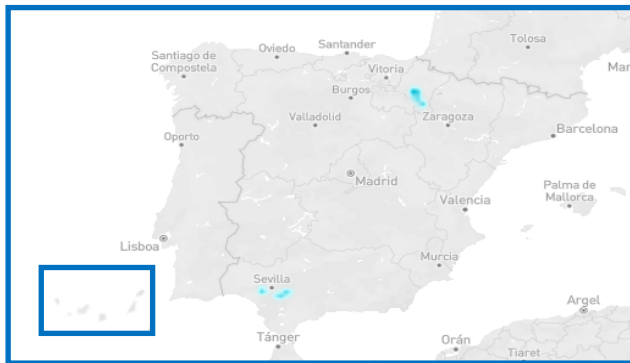 Tolosa
Santander
Oviedo
Santiago de
Compostela
Mar
Vitoria
Burgos
Valladolid
Zaragoza
Barcelona
Oporto
Madrid
Palma de
Mallorca
Valencia
Lisboa
Murcia
Sevilla
Argel
Tánger
Orán
Tiaret